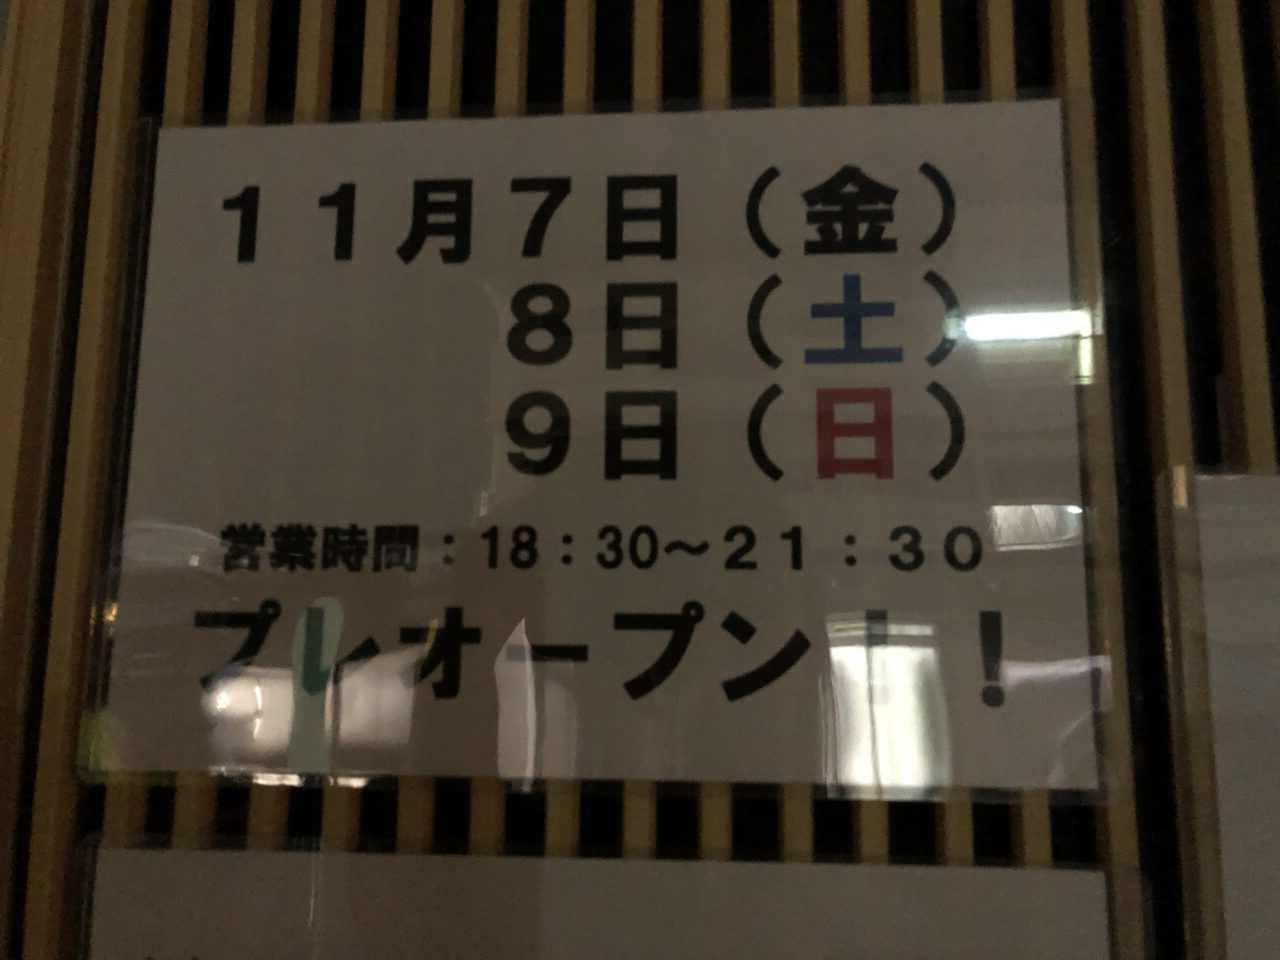 １１月７日（金）
８日（土）
９日（日）
営業時間：18：30～２１：３０
プレオープン！！